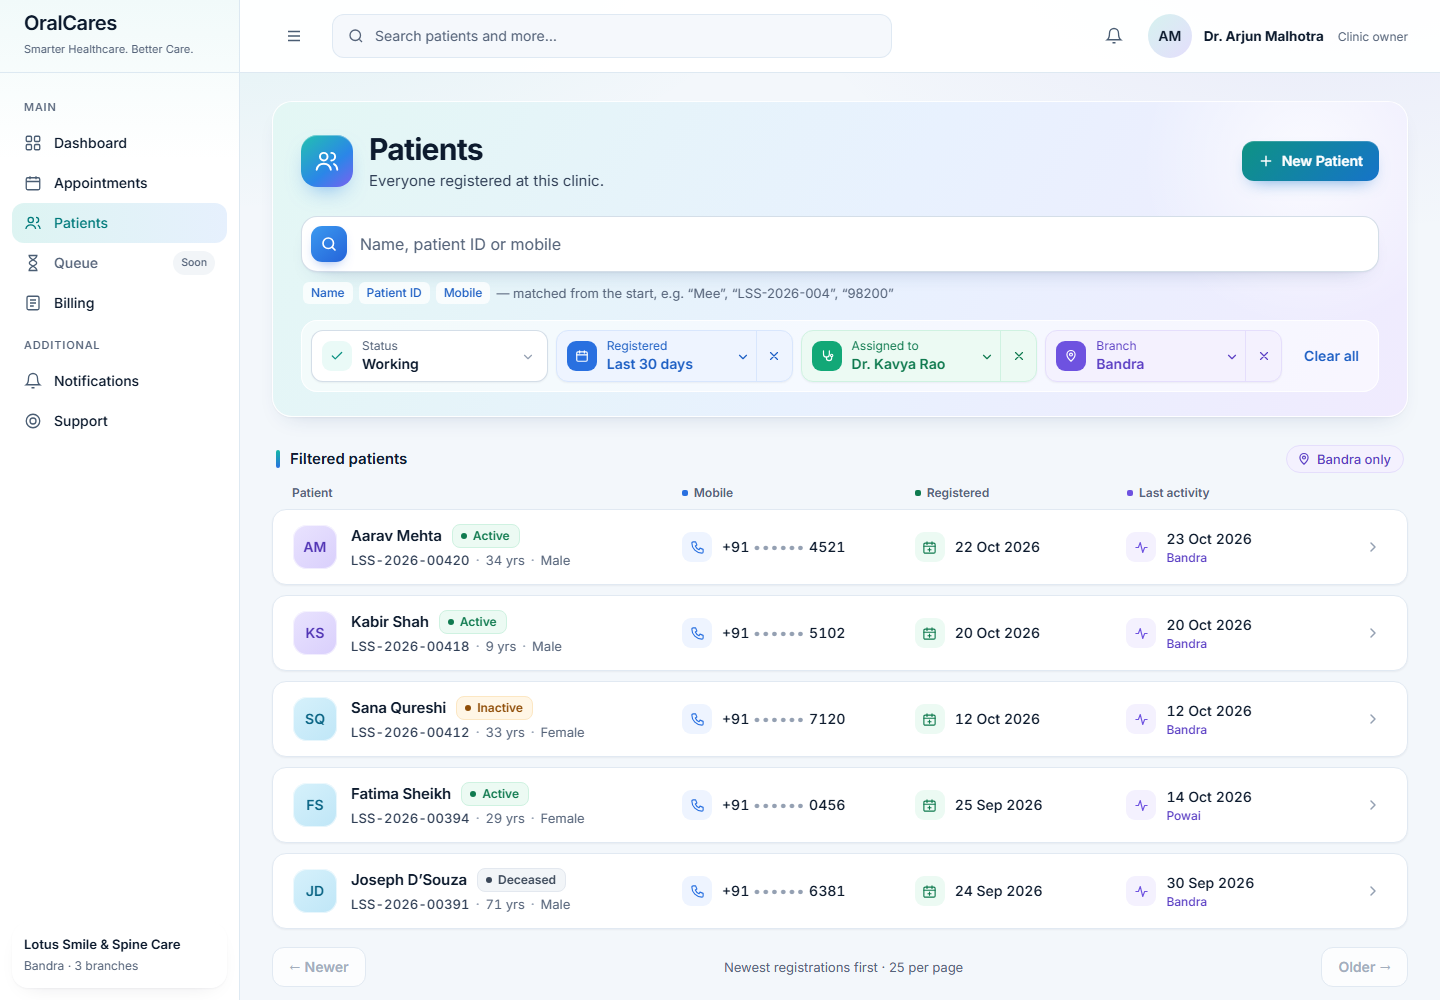 OralCares
Smarter Healthcare. Better Care.
Search patients and more...
AM
Dr. Arjun Malhotra
Clinic owner
MAIN
Dashboard
Appointments
Patients
Queue
Soon
Billing
ADDITIONAL
Notifications
Support
Lotus Smile & Spine Care
Bandra · 3 branches
Patients
Everyone registered at this clinic.
+ New Patient
Name, patient ID or mobile
Name Patient ID Mobile — matched from the start, e.g. “Mee”, “LSS-2026-004”, “98200”
Status
Working
Registered
Last 30 days
Assigned to
Dr. Kavya Rao
Branch
Bandra
Clear all
Filtered patients
Bandra only
Patient Mobile Registered Last activity
AM
Aarav Mehta Active
LSS-2026-00420 · 34 yrs · Male
+91 •••••• 4521
22 Oct 2026
23 Oct 2026
Bandra
KS
Kabir Shah Active
LSS-2026-00418 · 9 yrs · Male
+91 •••••• 5102
20 Oct 2026
20 Oct 2026
Bandra
SQ
Sana Qureshi Inactive
LSS-2026-00412 · 33 yrs · Female
+91 •••••• 7120
12 Oct 2026
12 Oct 2026
Bandra
FS
Fatima Sheikh Active
LSS-2026-00394 · 29 yrs · Female
+91 •••••• 0456
25 Sep 2026
14 Oct 2026
Powai
JD
Joseph D’Souza Deceased
LSS-2026-00391 · 71 yrs · Male
+91 •••••• 6381
24 Sep 2026
30 Sep 2026
Bandra
← Newer
Newest registrations first · 25 per page
Older →